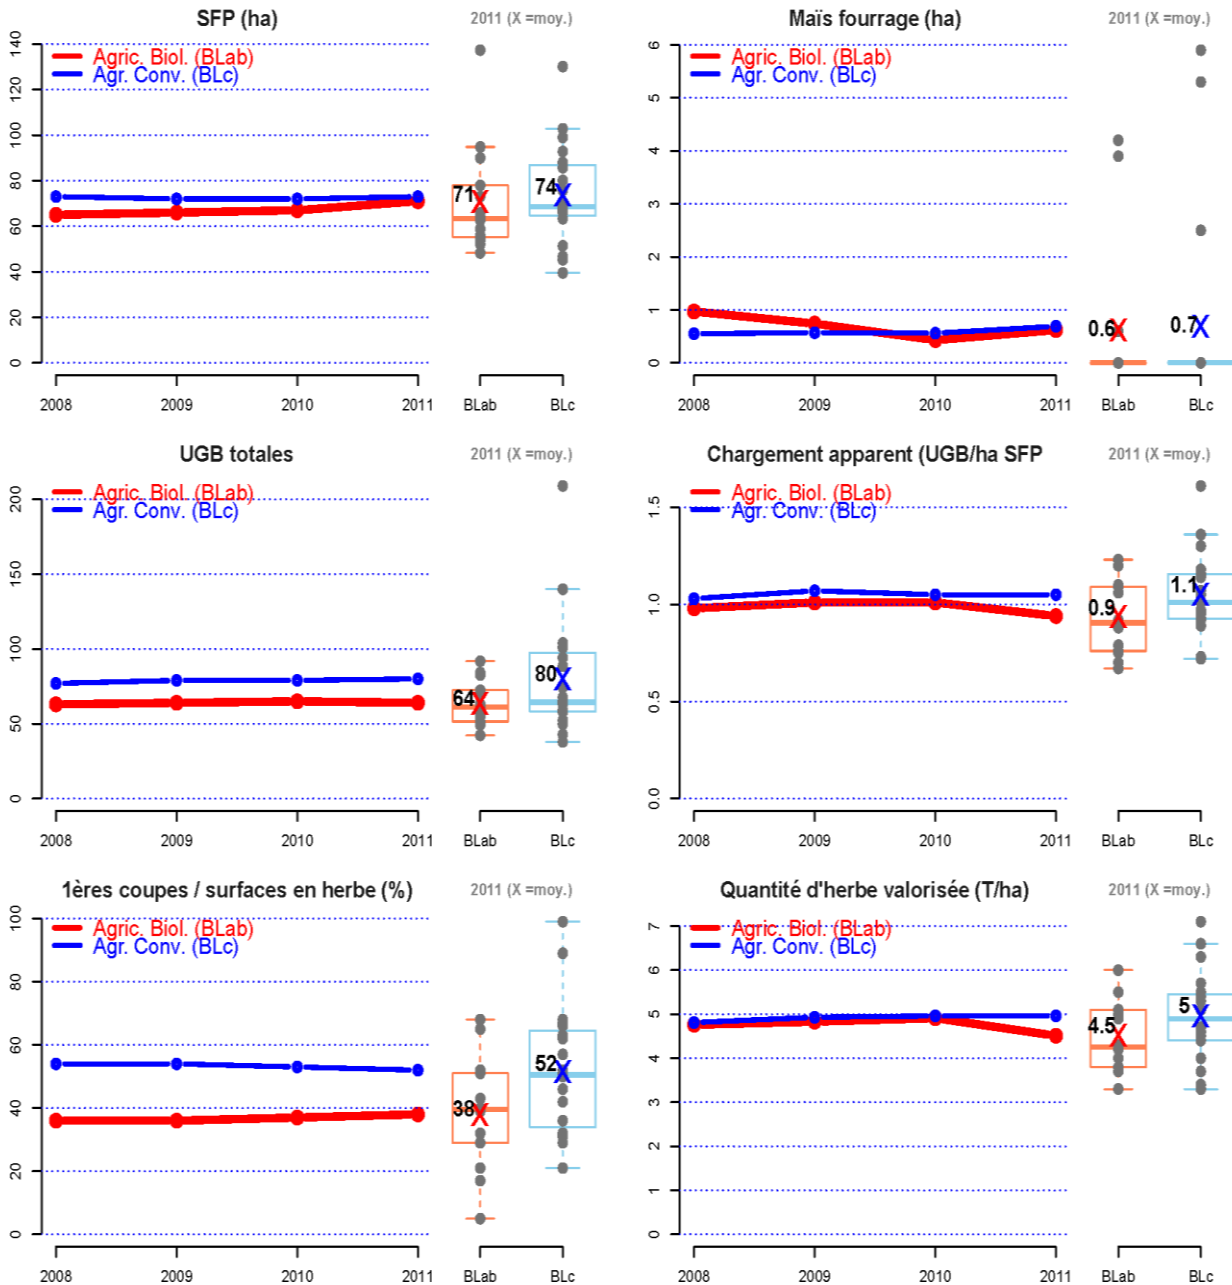 SFP (ha)
2011 (X =moy.)
Agric. Biol. (BLab)
Agr. Conv. (BLc)
140
120
100
80
60
40
20
0
71
74
2008
2009
2010
2011
BLab
BLc
Maïs fourrage (ha)
2011 (X =moy.)
Agric. Biol. (BLab)
Agr. Conv. (BLc)
6
5
4
3
2
1
0
0.6
0.7
2008
2009
2010
2011
BLab
BLc
UGB totales
2011 (X =moy.)
Agric. Biol. (BLab)
Agr. Conv. (BLc)
200
150
100
50
0
64
80
2008
2009
2010
2011
BLab
BLc
Chargement apparent (UGB/ha SFP
2011 (X =moy.)
Agric. Biol. (BLab)
Agr. Conv. (BLc)
1.5
1.0
0.5
0.0
0.9
1.1
2008
2009
2010
2011
BLab
BLc
1ères coupes / surfaces en herbe (%)
2011 (X =moy.)
Agric. Biol. (BLab)
Agr. Conv. (BLc)
100
80
60
40
20
0
38
52
2008
2009
2010
2011
BLab
BLc
Quantité d'herbe valorisée (T/ha)
2011 (X =moy.)
Agric. Biol. (BLab)
Agr. Conv. (BLc)
7
6
5
4
3
2
1
0
4.5
5
2008
2009
2010
2011
BLab
BLc